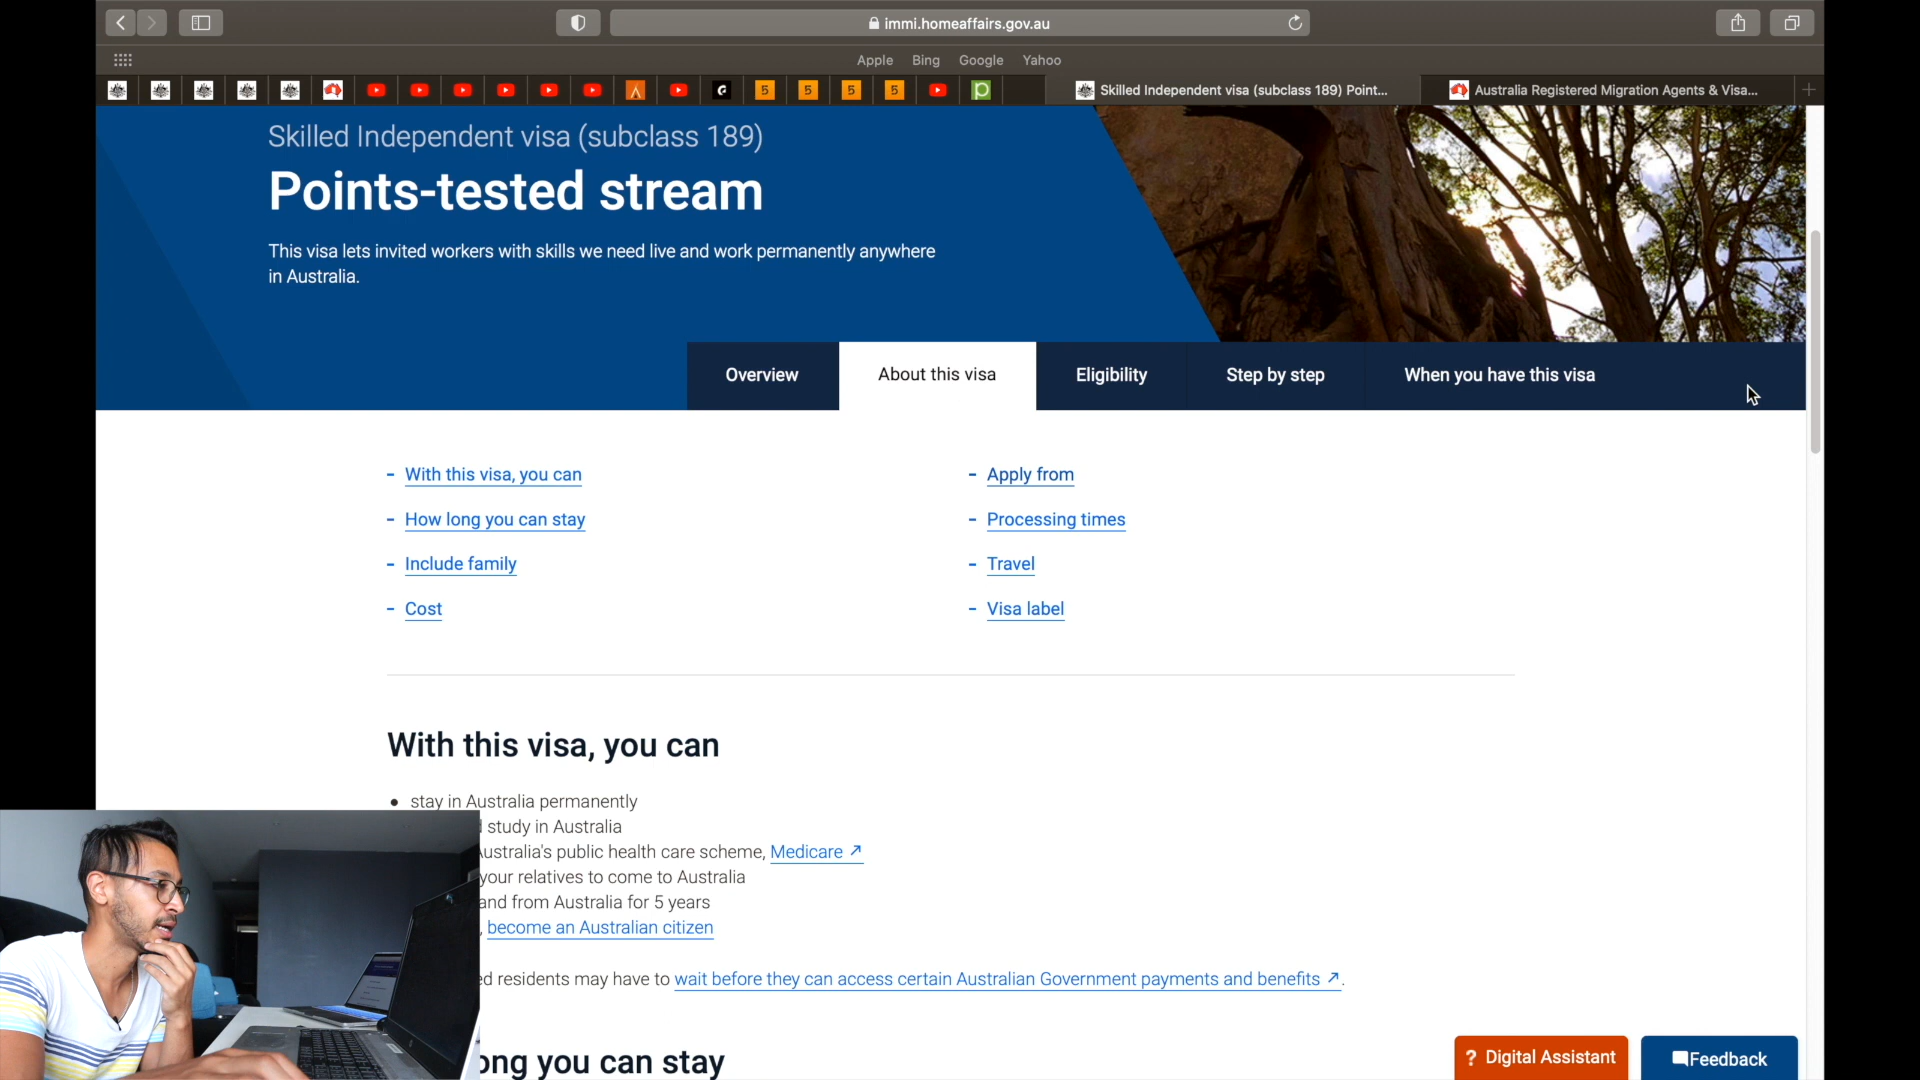 immi.homeaffairs.gov.au
Apple Bing Google Yahoo
5 5 5 5 Skilled Independent visa (subclass 189) Point... Australia Registered Migration Agents & Visa...
Skilled Independent visa (subclass 189)
Points-tested stream
This visa lets invited workers with skills we need live and work permanently anywhere
in Australia.
Overview About this visa Eligibility Step by step When you have this visa
- With this visa, you can
- How long you can stay
- Include family
- Cost
- Apply from
- Processing times
- Travel
- Visa label
With this visa, you can
• stay in Australia permanently
study in Australia
Australia's public health care scheme, Medicare
your relatives to come to Australia
and from Australia for 5 years
, become an Australian citizen
residents may have to wait before they can access certain Australian Government payments and benefits .
you can stay
? Digital Assistant
Feedback